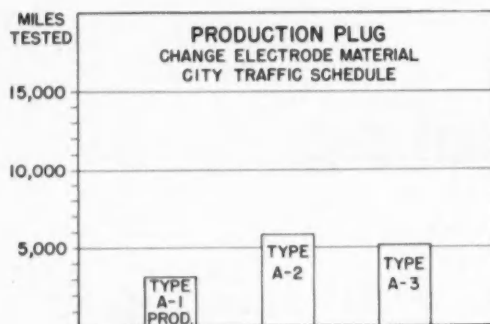 MILES
TESTED
PRODUCTION PLUG
CHANGE ELECTRODE MATERIAL
CITY TRAFFIC SCHEDULE
15,000
10,000
5,000
TYPE
A-1
PROD.
TYPE
A-2
TYPE
A-3